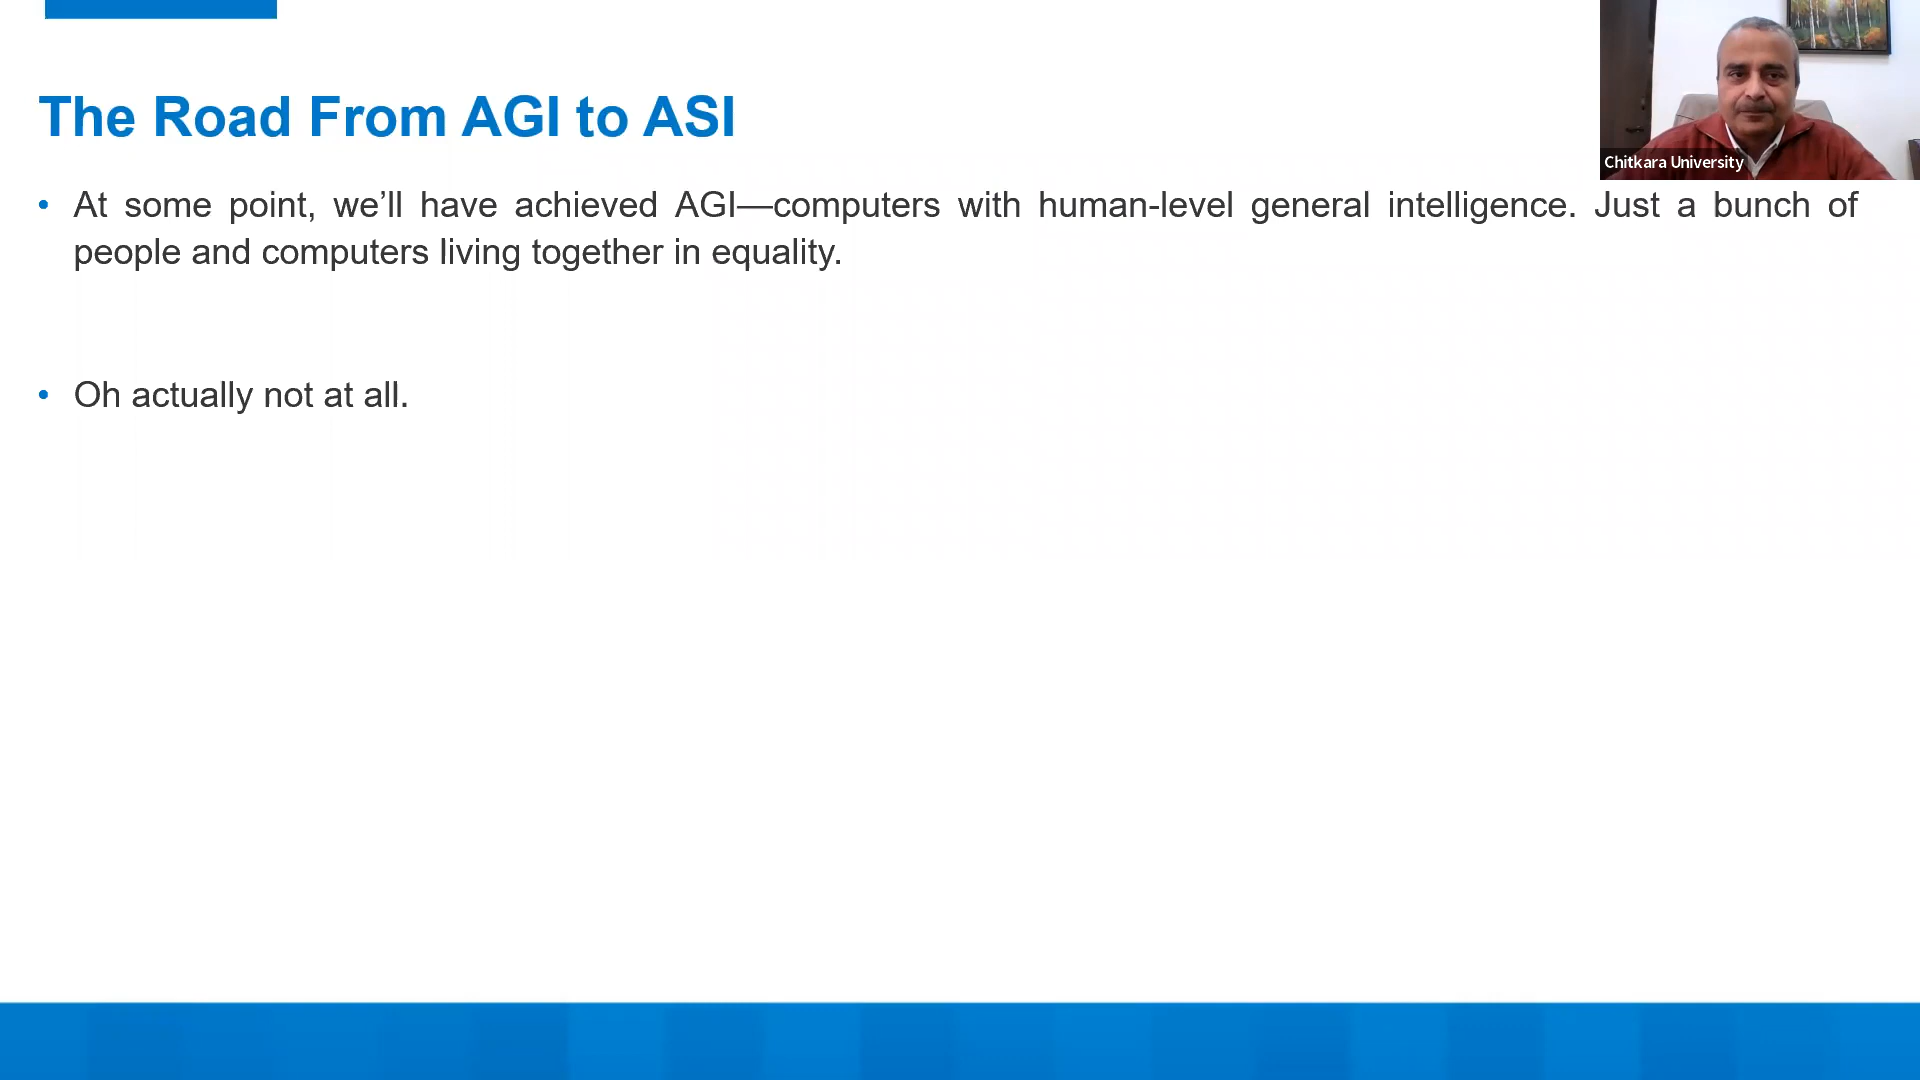 The Road From AGI to ASI
Chitkara University
• At some point, we’ll have achieved AGI—computers with human-level general intelligence. Just a bunch of
people and computers living together in equality.
• Oh actually not at all.